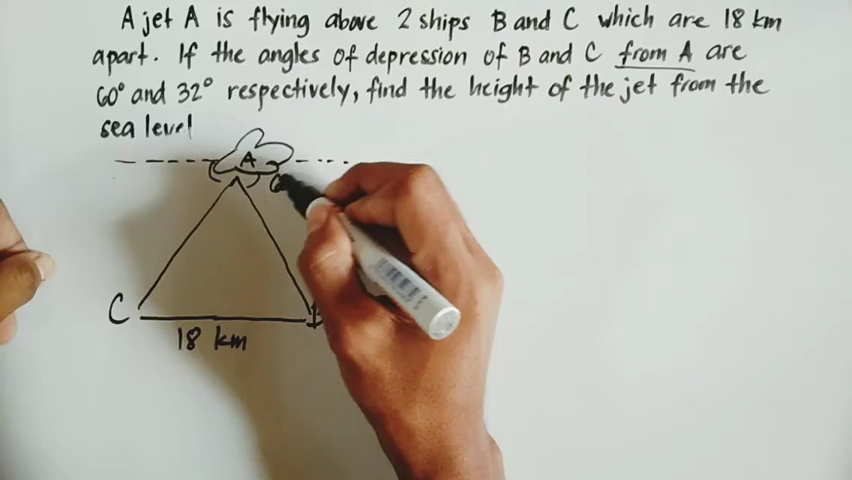 A jet A is flying above 2 ships B and C which are 18 km
apart. If the angles of depression of B and C from A are
60° and 32° respectively, find the height of the jet from the
sea level
A
C
18 km